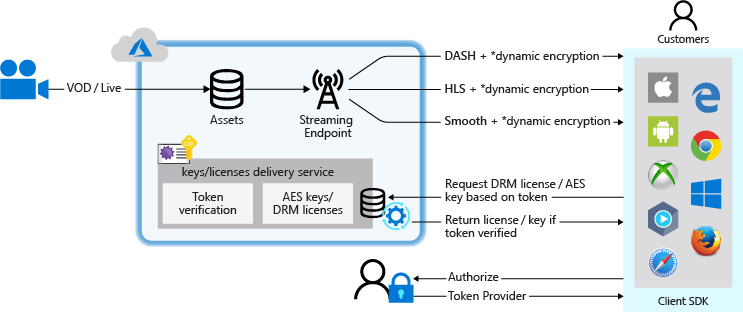 Customers
DASH + *dynamic encryption
VOD / Live
HLS + *dynamic encryption
Assets
Streaming
Endpoint
Smooth + *dynamic encryption
keys/licenses delivery service
Token
verification
AES keys/
DRM licenses
Request DRM license / AES
key based on token
Return license / key if
token verified
Authorize
Token Provider
Client SDK